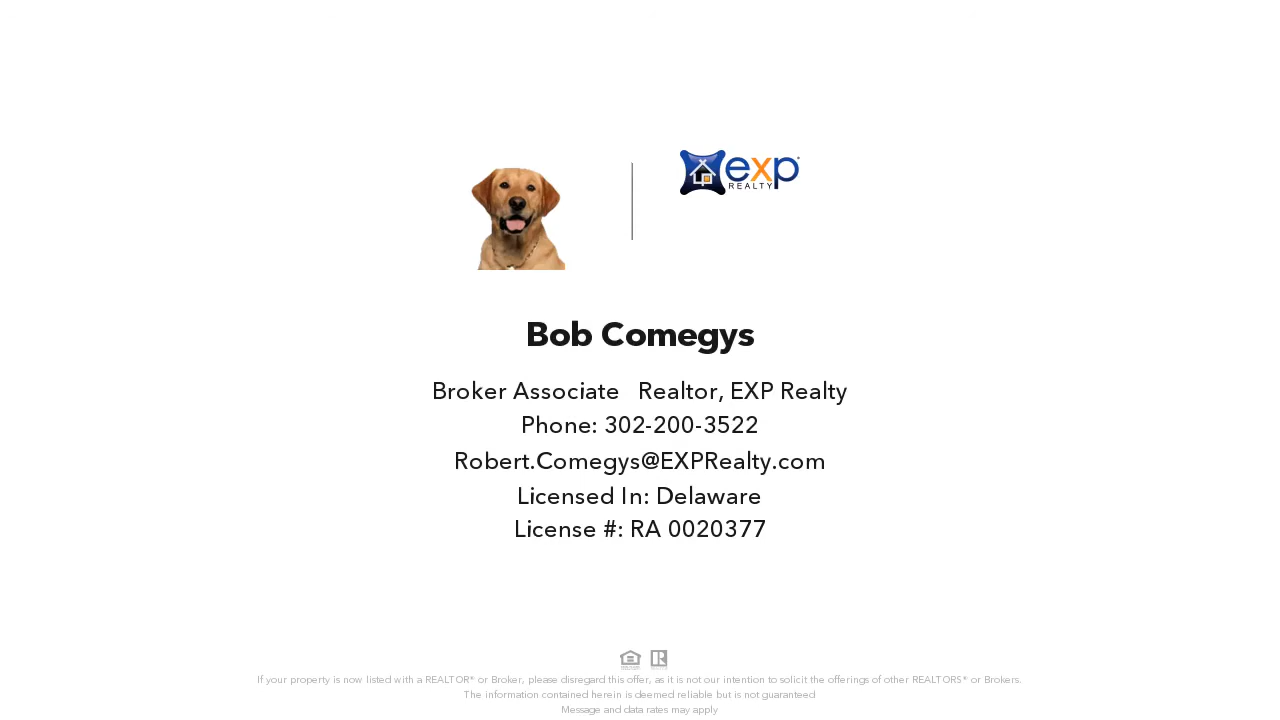 exp
REALTY
Bob Comegys
Broker Associate   Realtor, EXP Realty
Phone: 302-200-3522
Robert.Comegys@EXPRealty.com
Licensed In: Delaware
License #: RA 0020377
If your property is now listed with a REALTOR® or Broker, please disregard this offer, as it is not our intention to solicit the offerings of other REALTORS® or Brokers.
The information contained herein is deemed reliable but is not guaranteed
Message and data rates may apply